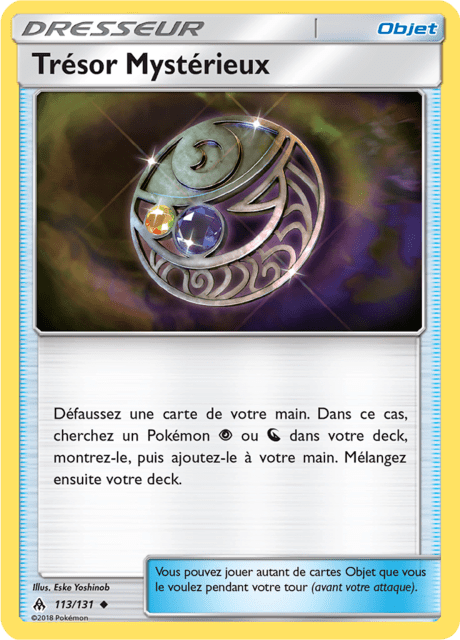 DRESSEUR
Objet
Trésor Mystérieux
Défaussez une carte de votre main. Dans ce cas,
cherchez un Pokémon ou dans votre deck,
montrez-le, puis ajoutez-le à votre main. Mélangez
ensuite votre deck.
Vous pouvez jouer autant de cartes Objet que vous
le voulez pendant votre tour (avant votre attaque).
Illus. Eske Yoshinob
113/131 ◆
©2018 Pokémon